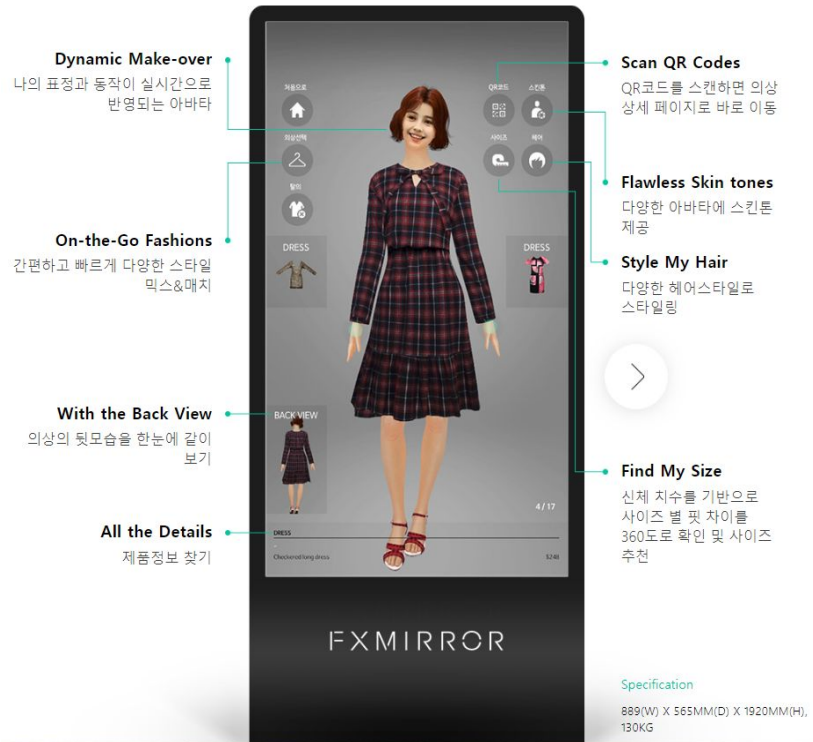 Dynamic Make-over
나의 표정과 동작이 실시간으로
반영되는 아바타
On-the-Go Fashions
간편하고 빠르게 다양한 스타일
믹스&매치
With the Back View
의상의 뒷모습을 한눈에 같이
보기
All the Details
제품정보 찾기
처음으로
의상선택
탈의
QR코드
스킨톤
사이즈
헤어
DRESS
DRESS
BACK VIEW
4 / 17
DRESS
Checkered long dress
$248
FXMIRROR
Scan QR Codes
QR코드를 스캔하면 의상
상세 페이지로 바로 이동
Flawless Skin tones
다양한 아바타에 스킨톤
제공
Style My Hair
다양한 헤어스타일로
스타일링
Find My Size
신체 치수를 기반으로
사이즈 별 핏 차이를
360도로 확인 및 사이즈
추천
Specification
889(W) X 565MM(D) X 1920MM(H),
130KG